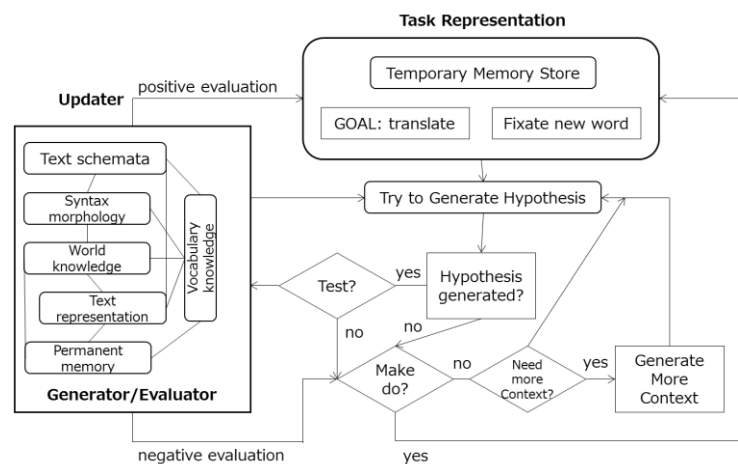 Task Representation
Temporary Memory Store
positive evaluation
Updater
GOAL: translate
Fixate new word
Text schemata
Syntax
morphology
World
knowledge
Text
representation
Permanent
memory
Vocabulary
knowledge
Generator/Evaluator
Try to Generate Hypothesis
Hypothesis
generated?
yes
Test?
no
no
Make
do?
no
Need
more
Context?
yes
Generate
More
Context
negative evaluation
yes